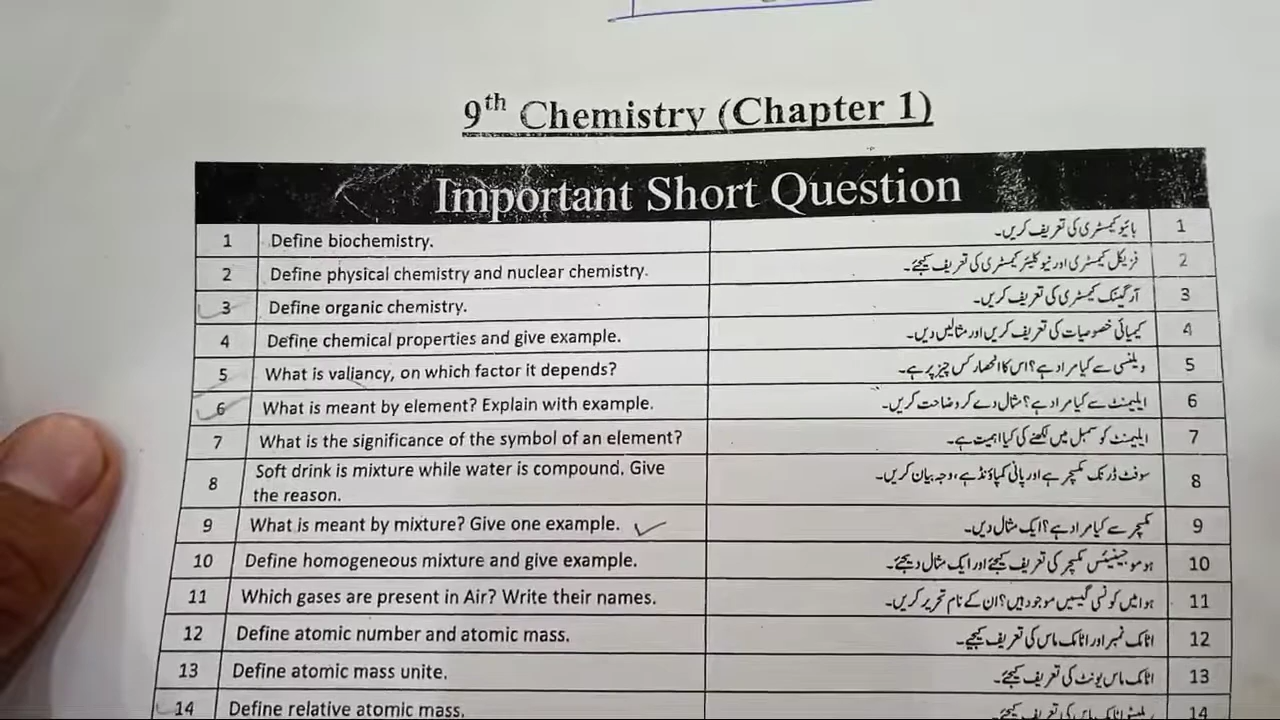 9th Chemistry (Chapter 1)
Important Short Question
1 Define biochemistry. بائیو کیمسٹری کی تعریف کریں۔ 1
2 Define physical chemistry and nuclear chemistry. فزیکل کیمسٹری اور نیوکلیئر کیمسٹری کی تعریف کیجئے۔ 2
3 Define organic chemistry. آرگینک کیمسٹری کی تعریف کریں۔ 3
4 Define chemical properties and give example. کیمیائی خصوصیات کی تعریف کریں اور مثالیں دیں۔ 4
5 What is valiancy, on which factor it depends? ویلنسی سے کیا مراد ہے؟ اس کا انحصار کس چیز پر ہے۔ 5
6 What is meant by element? Explain with example. ایلیمنٹ سے کیا مراد ہے؟ مثال دے کر وضاحت کریں۔ 6
7 What is the significance of the symbol of an element? ایلیمنٹ کو سمبل میں لکھنے کی کیا اہمیت ہے۔ 7
8 Soft drink is mixture while water is compound. Give
the reason. سوفٹ ڈرنک مکسچر ہے اور پانی کمپاؤنڈ ہے، وجہ بیان کریں۔ 8
9 What is meant by mixture? Give one example. مکسچر سے کیا مراد ہے؟ ایک مثال دیں۔ 9
10 Define homogeneous mixture and give example. ہوموجینیئس مکسچر کی تعریف کیجئے اور ایک مثال دیجئے۔ 10
11 Which gases are present in Air? Write their names. ہوا میں کونسی گیسیں موجود ہیں؟ ان کے نام تحریر کریں۔ 11
12 Define atomic number and atomic mass. اٹامک نمبر اور اٹامک ماس کی تعریف کیجیے۔ 12
13 Define atomic mass unite. اٹامک ماس یونٹ کی تعریف کیجئے۔ 13
14 Define relative atomic mass. ریلیٹو اٹامک ماس کی تعریف کیجئے۔ 14